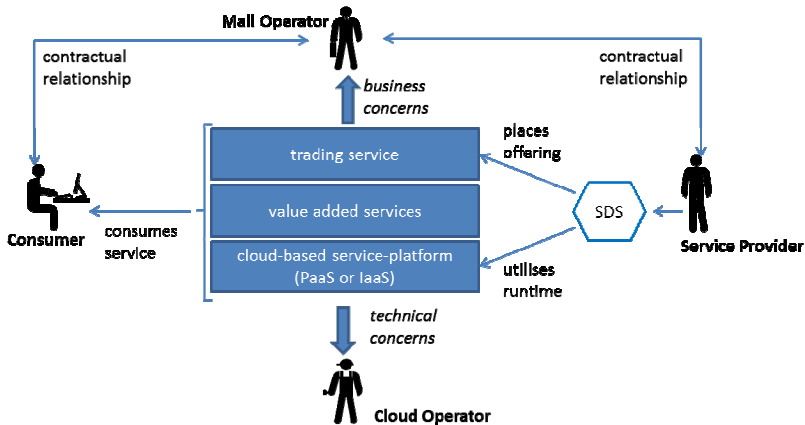 Mall Operator
contractual
relationship
contractual
relationship
business
concerns
trading service
places
offering
value added services
SDS
Consumer
consumes
service
Service Provider
cloud-based service-platform
(PaaS or IaaS)
utilises
runtime
technical
concerns
Cloud Operator